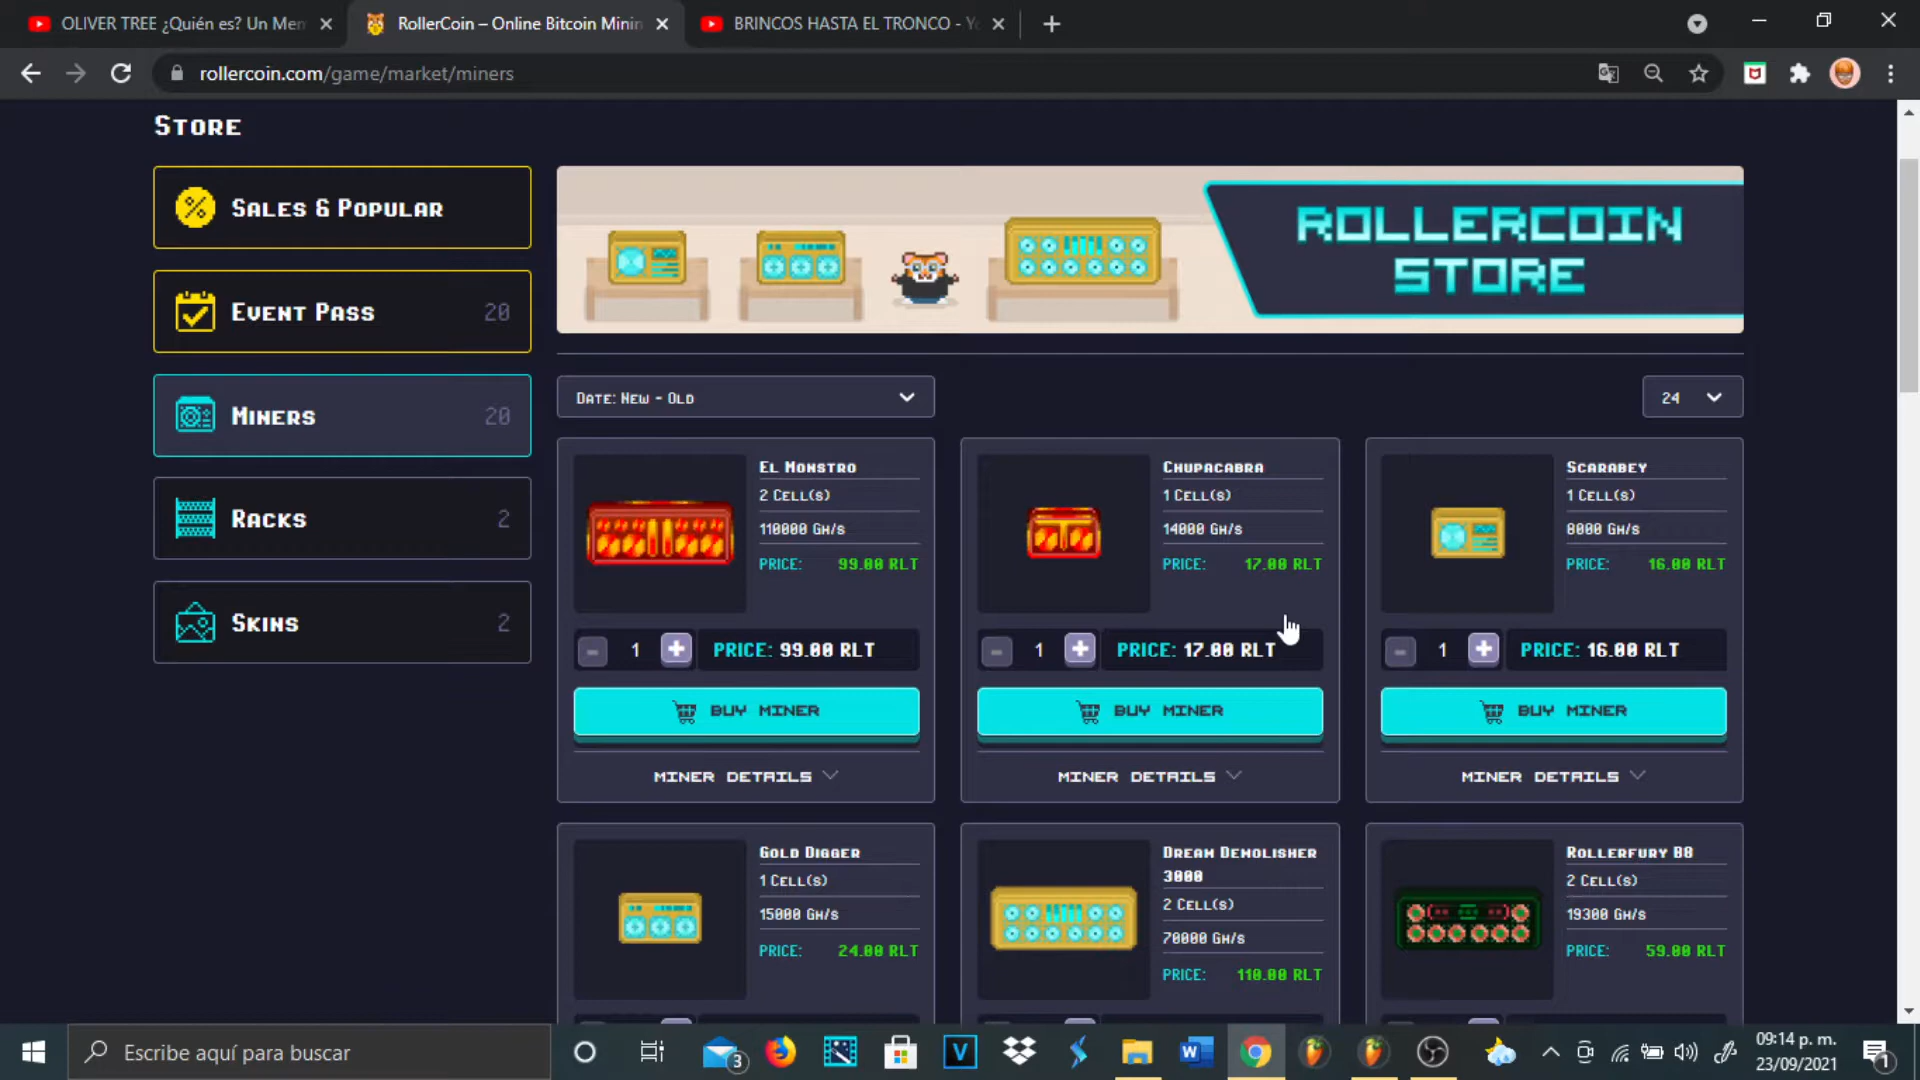 OLIVER TREE ¿Quién es? Un Mem
RollerCoin – Online Bitcoin Minin
BRINCOS HASTA EL TRONCO - Yo
rollercoin.com/game/market/miners
STORE
SALES & POPULAR
EVENT PASS 20
MINERS 20
RACKS 2
SKINS 2
ROLLERCOIN
STORE
DATE: NEW - OLD
24
EL MONSTRO
2 CELL(S)
110000 GH/S
PRICE: 99.00 RLT
1
PRICE: 99.00 RLT
BUY MINER
MINER DETAILS
CHUPACABRA
1 CELL(S)
14000 GH/S
PRICE: 17.00 RLT
1
PRICE: 17.00 RLT
BUY MINER
MINER DETAILS
SCARABEY
1 CELL(S)
8000 GH/S
PRICE: 16.00 RLT
1
PRICE: 16.00 RLT
BUY MINER
MINER DETAILS
GOLD DIGGER
1 CELL(S)
15000 GH/S
PRICE: 24.00 RLT
DREAM DEMOLISHER
3000
2 CELL(S)
70000 GH/S
PRICE: 110.00 RLT
ROLLERFURY B8
2 CELL(S)
19300 GH/S
PRICE: 59.00 RLT
Escribe aquí para buscar
3
V
W
09:14 p. m.
23/09/2021
1